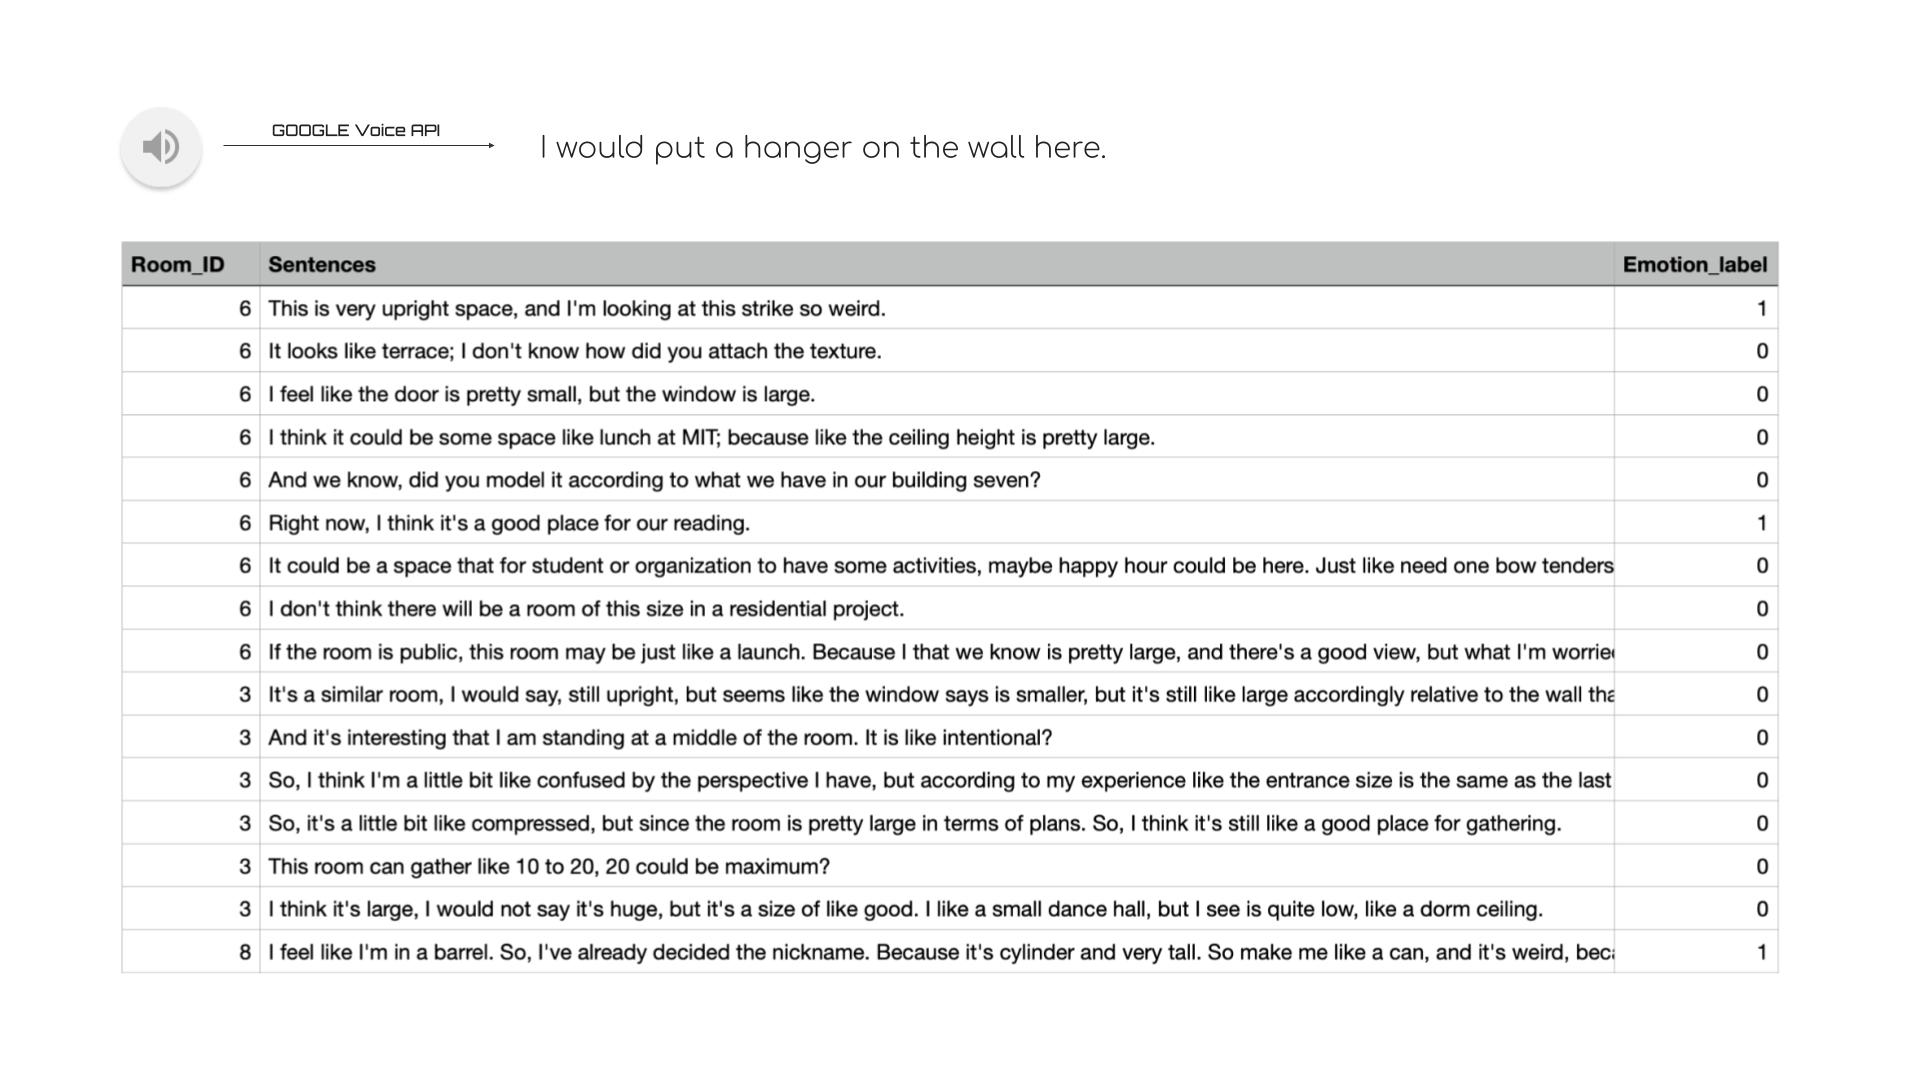 GOOGLE Voice API
I would put a hanger on the wall here.
Room_ID Sentences Emotion_label
6 This is very upright space, and I'm looking at this strike so weird. 1
6 It looks like terrace; I don't know how did you attach the texture. 0
6 I feel like the door is pretty small, but the window is large. 0
6 I think it could be some space like lunch at MIT; because like the ceiling height is pretty large. 0
6 And we know, did you model it according to what we have in our building seven? 0
6 Right now, I think it's a good place for our reading. 1
6 It could be a space that for student or organization to have some activities, maybe happy hour could be here. Just like need one bow tenders 0
6 I don't think there will be a room of this size in a residential project. 0
6 If the room is public, this room may be just like a launch. Because I that we know is pretty large, and there's a good view, but what I'm worrie 0
3 It's a similar room, I would say, still upright, but seems like the window says is smaller, but it's still like large accordingly relative to the wall tha 0
3 And it's interesting that I am standing at a middle of the room. It is like intentional? 0
3 So, I think I'm a little bit like confused by the perspective I have, but according to my experience like the entrance size is the same as the last 0
3 So, it's a little bit like compressed, but since the room is pretty large in terms of plans. So, I think it's still like a good place for gathering. 0
3 This room can gather like 10 to 20, 20 could be maximum? 0
3 I think it's large, I would not say it's huge, but it's a size of like good. I like a small dance hall, but I see is quite low, like a dorm ceiling. 0
8 I feel like I'm in a barrel. So, I've already decided the nickname. Because it's cylinder and very tall. So make me like a can, and it's weird, bec 1